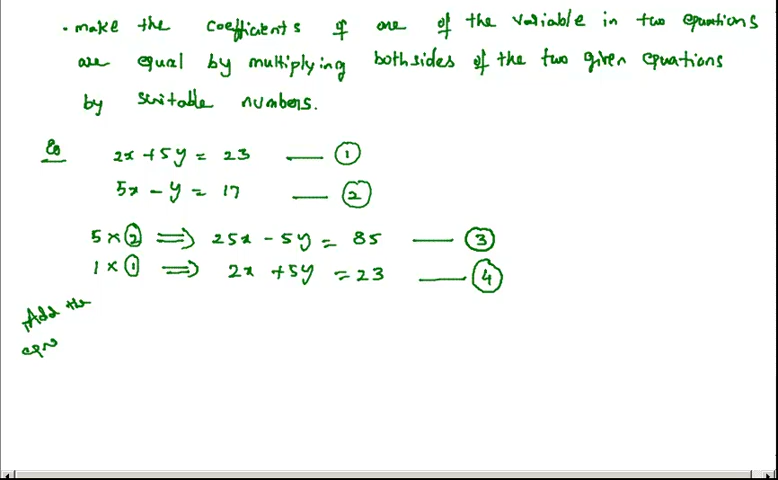 • make the coefficients of one of the variable in two equations
are equal by multiplying both sides of the two given equations
by suitable numbers.
Eg 2x + 5y = 23 —— ①
5x - y = 17 —— ②
5 × ② ⟹ 25x - 5y = 85 —— ③
1 × ① ⟹ 2x + 5y = 23 —— ④
Add the
eqn